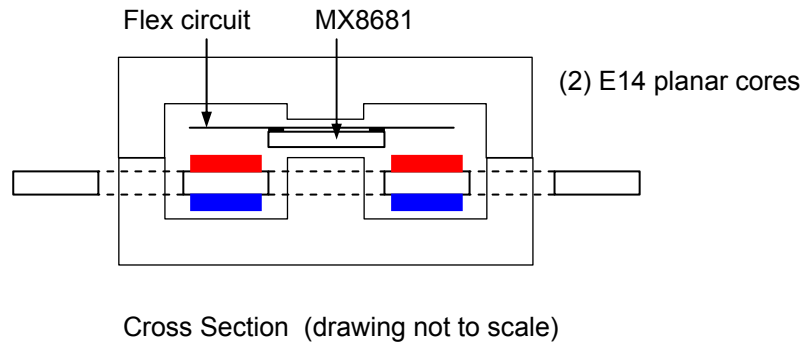 Flex circuit
MX8681
(2) E14 planar cores
Cross Section (drawing not to scale)